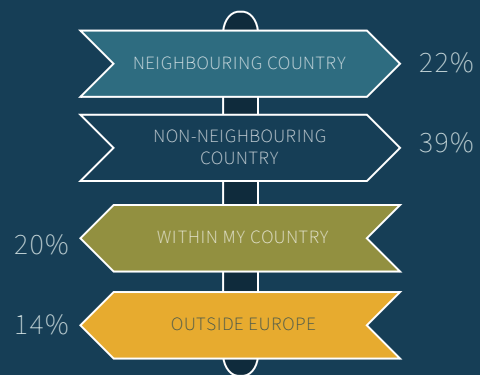 NEIGHBOURING COUNTRY
22%
NON-NEIGHBOURING
COUNTRY
39%
20%
WITHIN MY COUNTRY
14%
OUTSIDE EUROPE